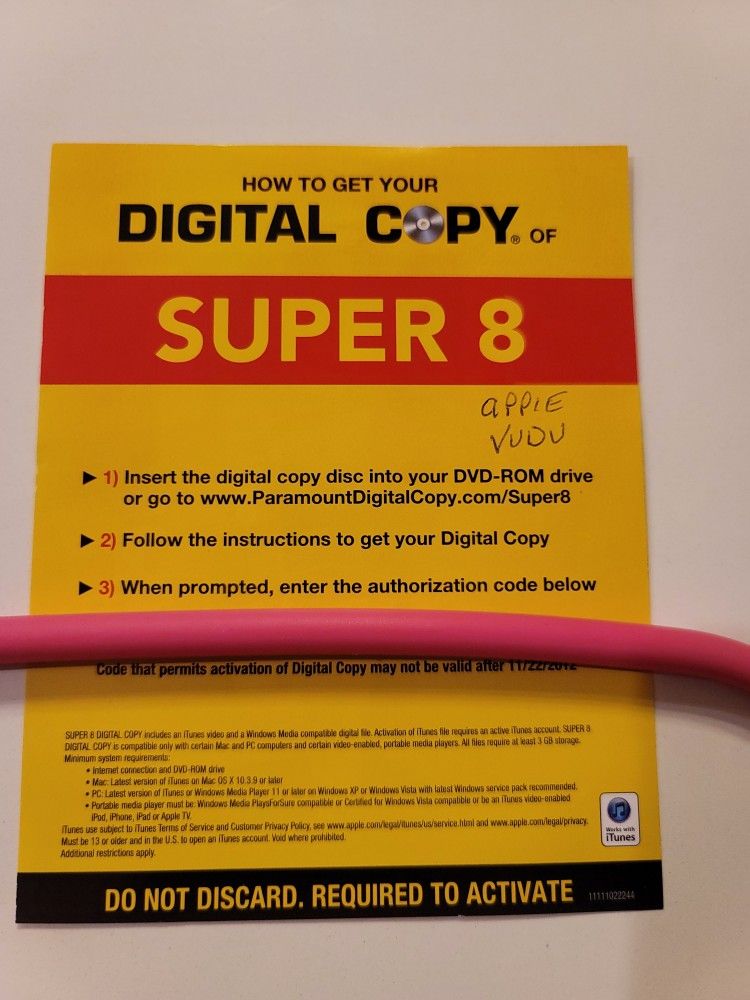 HOW TO GET YOUR
DIGITAL COPY® OF
SUPER 8
APPLE
VUDU
► 1) Insert the digital copy disc into your DVD-ROM drive
or go to www.ParamountDigitalCopy.com/Super8
► 2) Follow the instructions to get your Digital Copy
► 3) When prompted, enter the authorization code below
Code that permits activation of Digital Copy may not be valid after 11/22/2012
SUPER 8 DIGITAL COPY includes an iTunes video and a Windows Media compatible digital file. Activation of iTunes file requires an active iTunes account. SUPER 8
DIGITAL COPY is compatible only with certain Mac and PC computers and certain video-enabled, portable media players. All files require at least 3 GB storage.
Minimum system requirements:
• Internet connection and DVD-ROM drive
• Mac: Latest version of iTunes on Mac OS X 10.3.9 or later
• PC: Latest version of iTunes or Windows Media Player 11 or later on Windows XP or Windows Vista with latest Windows service pack recommended.
• Portable media player must be: Windows Media PlaysForSure compatible or Certified for Windows Vista compatible or be an iTunes video-enabled
iPod, iPhone, iPad or Apple TV.
iTunes use subject to iTunes Terms of Service and Customer Privacy Policy, see www.apple.com/legal/itunes/us/service.html and www.apple.com/legal/privacy.
Must be 13 or older and in the U.S. to open an iTunes account. Void where prohibited.
Additional restrictions apply.
Works with
iTunes
DO NOT DISCARD. REQUIRED TO ACTIVATE
11111022244